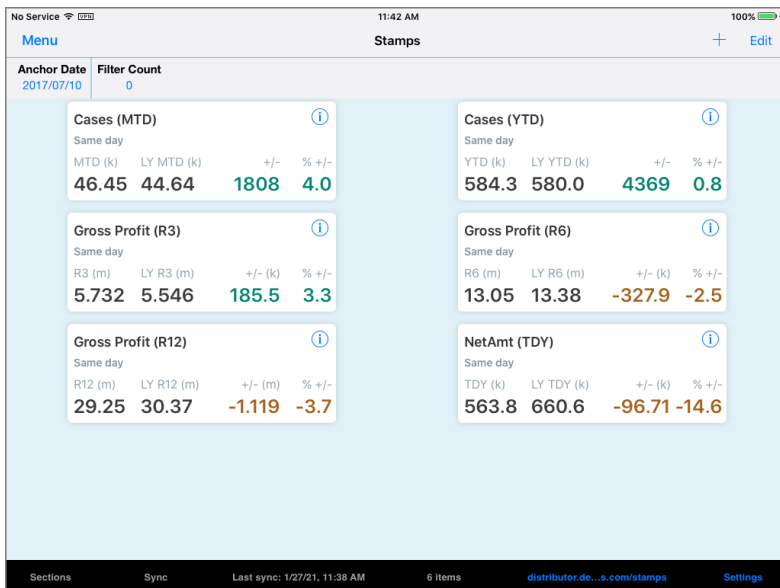 No Service VPN 11:42 AM 100%
Menu Stamps + Edit
Anchor Date Filter Count
2017/07/10 0
Cases (MTD)
Same day
MTD (k) LY MTD (k) +/- % +/-
46.45 44.64 1808 4.0
Cases (YTD)
Same day
YTD (k) LY YTD (k) +/- % +/-
584.3 580.0 4369 0.8
Gross Profit (R3)
Same day
R3 (m) LY R3 (m) +/- (k) % +/-
5.732 5.546 185.5 3.3
Gross Profit (R6)
Same day
R6 (m) LY R6 (m) +/- (k) % +/-
13.05 13.38 -327.9 -2.5
Gross Profit (R12)
Same day
R12 (m) LY R12 (m) +/- (m) % +/-
29.25 30.37 -1.119 -3.7
NetAmt (TDY)
Same day
TDY (k) LY TDY (k) +/- (k) % +/-
563.8 660.6 -96.71 -14.6
Sections Sync Last sync: 1/27/21, 11:38 AM 6 items distributor.de...s.com/stamps Settings